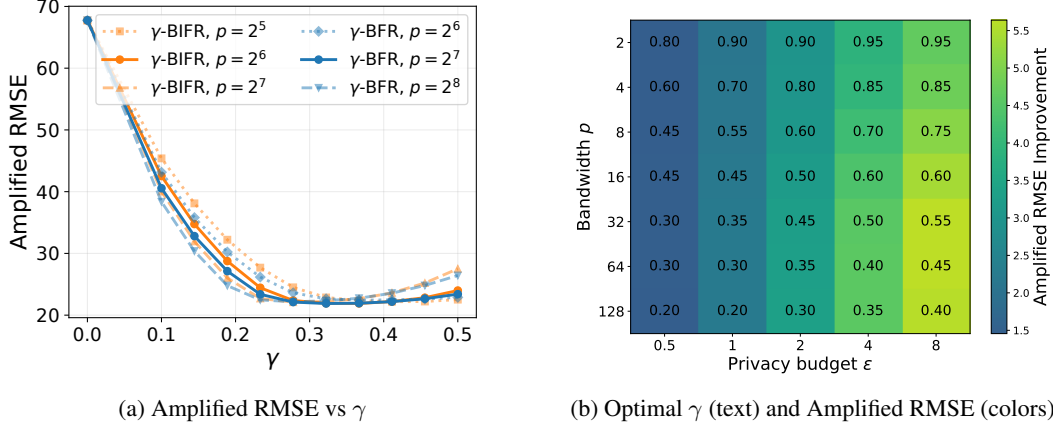 70
60
50
40
30
20
Amplified RMSE
γ-BIFR, p = 2^5
γ-BIFR, p = 2^6
γ-BIFR, p = 2^7
γ-BFR, p = 2^6
γ-BFR, p = 2^7
γ-BFR, p = 2^8
0.0 0.1 0.2 0.3 0.4 0.5
γ
(a) Amplified RMSE vs γ
Bandwidth p
2 0.80 0.90 0.90 0.95 0.95
4 0.60 0.70 0.80 0.85 0.85
8 0.45 0.55 0.60 0.70 0.75
16 0.45 0.45 0.50 0.60 0.60
32 0.30 0.35 0.45 0.50 0.55
64 0.30 0.30 0.35 0.40 0.45
128 0.20 0.20 0.30 0.35 0.40
0.5 1 2 4 8
Privacy budget ε
5.5
5.0
4.5
4.0
3.5
3.0
2.5
2.0
1.5
Amplified RMSE Improvement
(b) Optimal γ (text) and Amplified RMSE (colors)